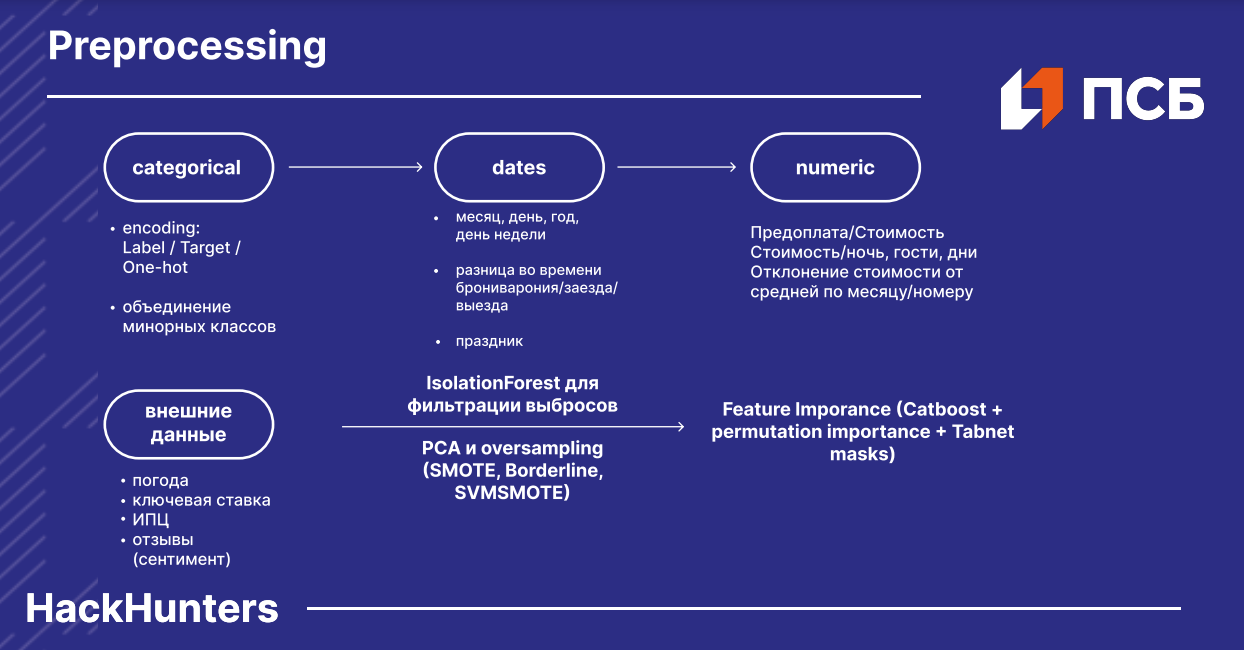 Preprocessing
ПСБ
categorical
dates
numeric
• encoding:
Label / Target /
One-hot
• объединение
минорных классов
• месяц, день, год,
день недели
• разница во времени
брониварония/заезда/
выезда
• праздник
Предоплата/Стоимость
Стоимость/ночь, гости, дни
Отклонение стоимости от
средней по месяцу/номеру
внешние
данные
• погода
• ключевая ставка
• ИПЦ
• отзывы
(сентимент)
IsolationForest для
фильтрации выбросов
PCA и oversampling
(SMOTE, Borderline,
SVMSMOTE)
Feature Imporance (Catboost +
permutation importance + Tabnet
masks)
HackHunters